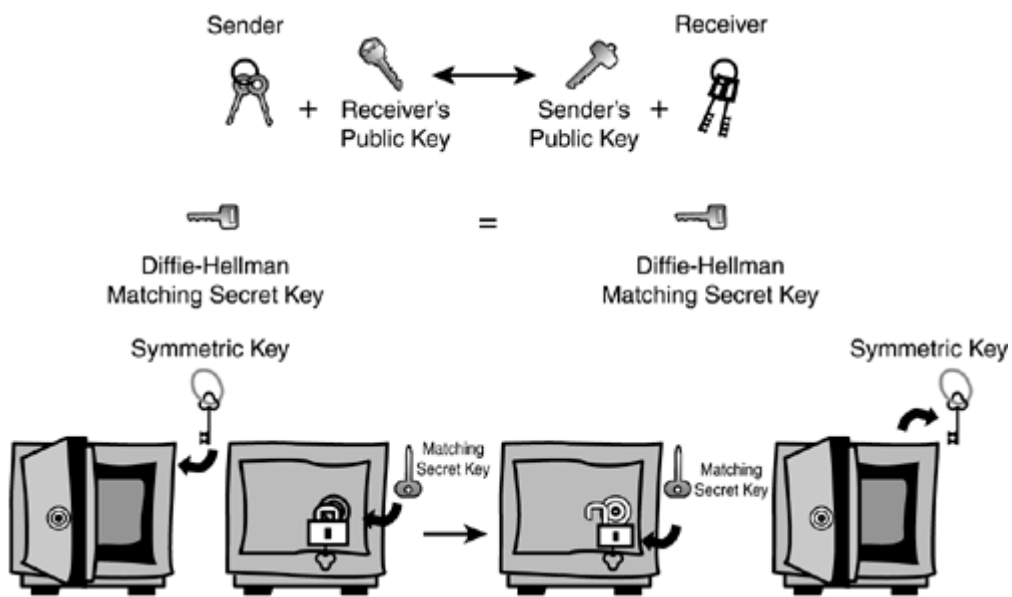 Sender
Receiver
+
Receiver's
Public Key
Sender's
Public Key
+
=
Diffie-Hellman
Matching Secret Key
Diffie-Hellman
Matching Secret Key
Symmetric Key
Symmetric Key
Matching
Secret Key
Matching
Secret Key